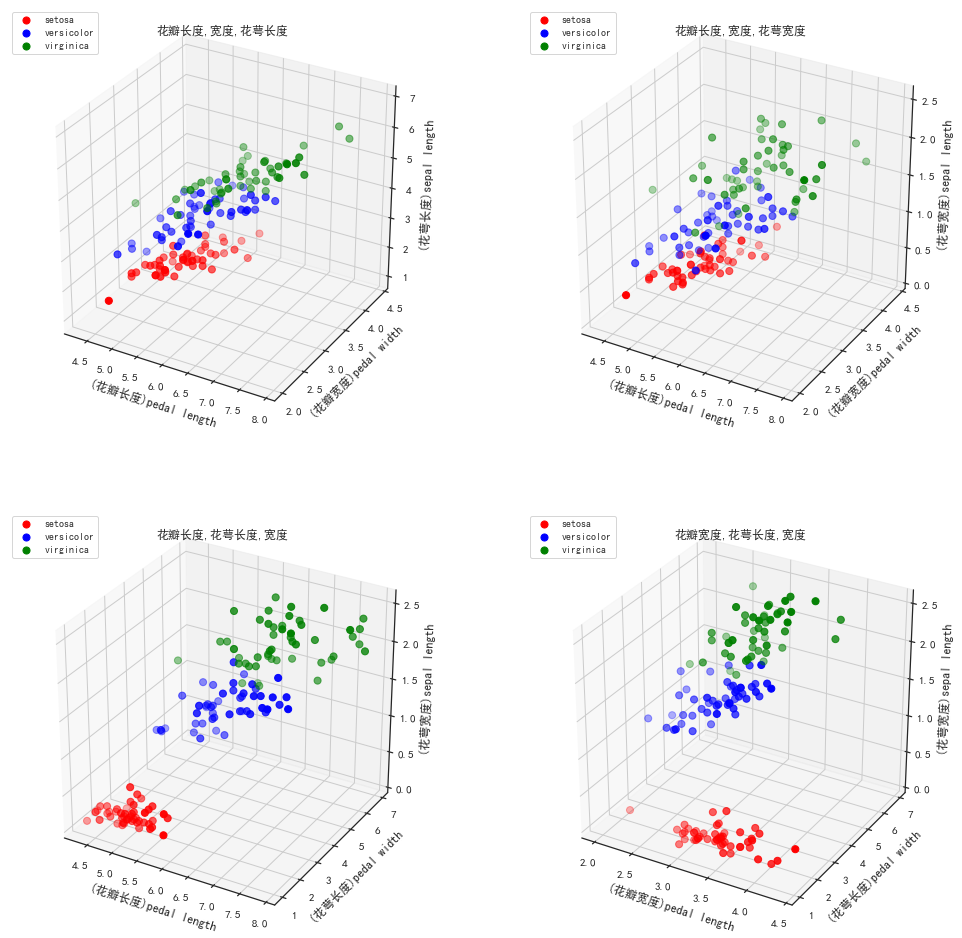 setosa
versicolor
virginica
花瓣长度,宽度,花萼长度
7
6
5
4
3
2
1
(花萼长度)sepal length
4.5
4.0
3.5
3.0
2.5
2.0
(花瓣宽度)pedal width
4.5
5.0
5.5
6.0
6.5
7.0
7.5
8.0
(花瓣长度)pedal length
setosa
versicolor
virginica
花瓣长度,宽度,花萼宽度
2.5
2.0
1.5
1.0
0.5
0.0
(花萼宽度)sepal length
4.5
4.0
3.5
3.0
2.5
2.0
(花瓣宽度)pedal width
4.5
5.0
5.5
6.0
6.5
7.0
7.5
8.0
(花瓣长度)pedal length
setosa
versicolor
virginica
花瓣长度,花萼长度,宽度
2.5
2.0
1.5
1.0
0.5
0.0
(花萼宽度)sepal length
7
6
5
4
3
2
1
(花萼长度)pedal width
4.5
5.0
5.5
6.0
6.5
7.0
7.5
8.0
(花瓣长度)pedal length
setosa
versicolor
virginica
花瓣宽度,花萼长度,宽度
2.5
2.0
1.5
1.0
0.5
0.0
(花萼宽度)sepal length
7
6
5
4
3
2
1
(花萼长度)pedal width
2.0
2.5
3.0
3.5
4.0
4.5
(花瓣宽度)pedal length